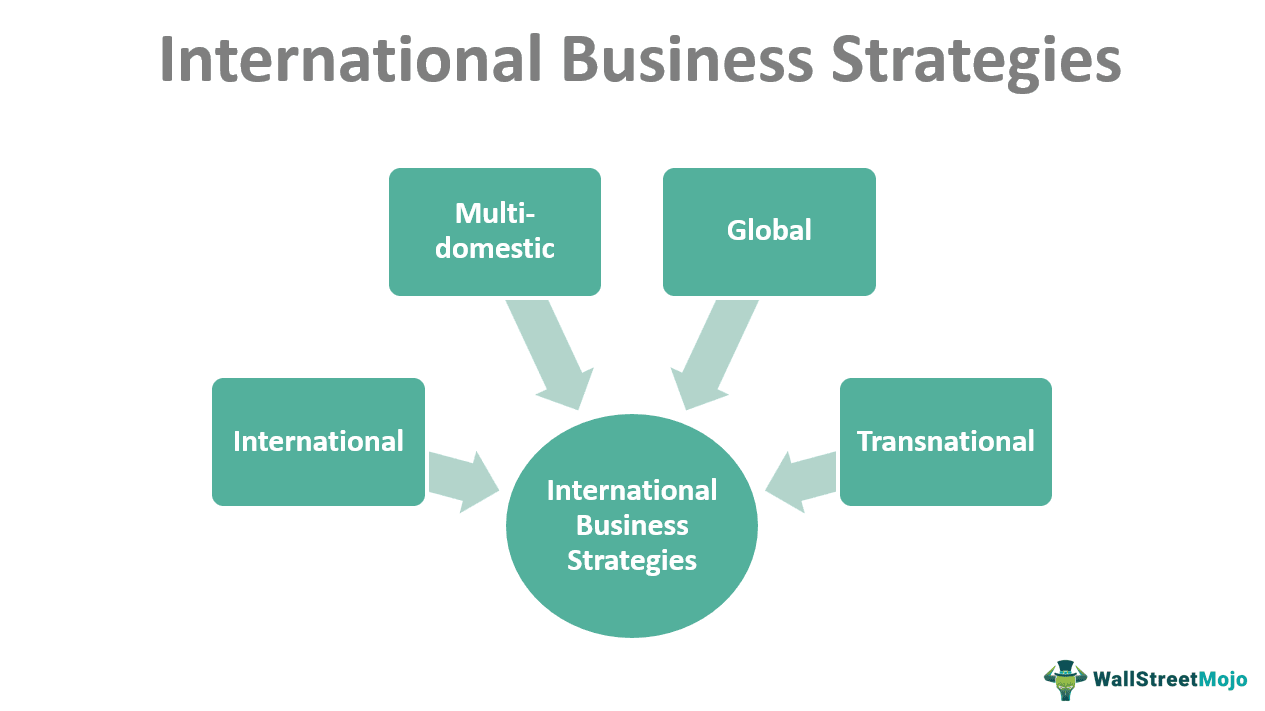 International Business Strategies
Multi-
domestic
Global
International
Transnational
International
Business
Strategies
WallStreetMojo